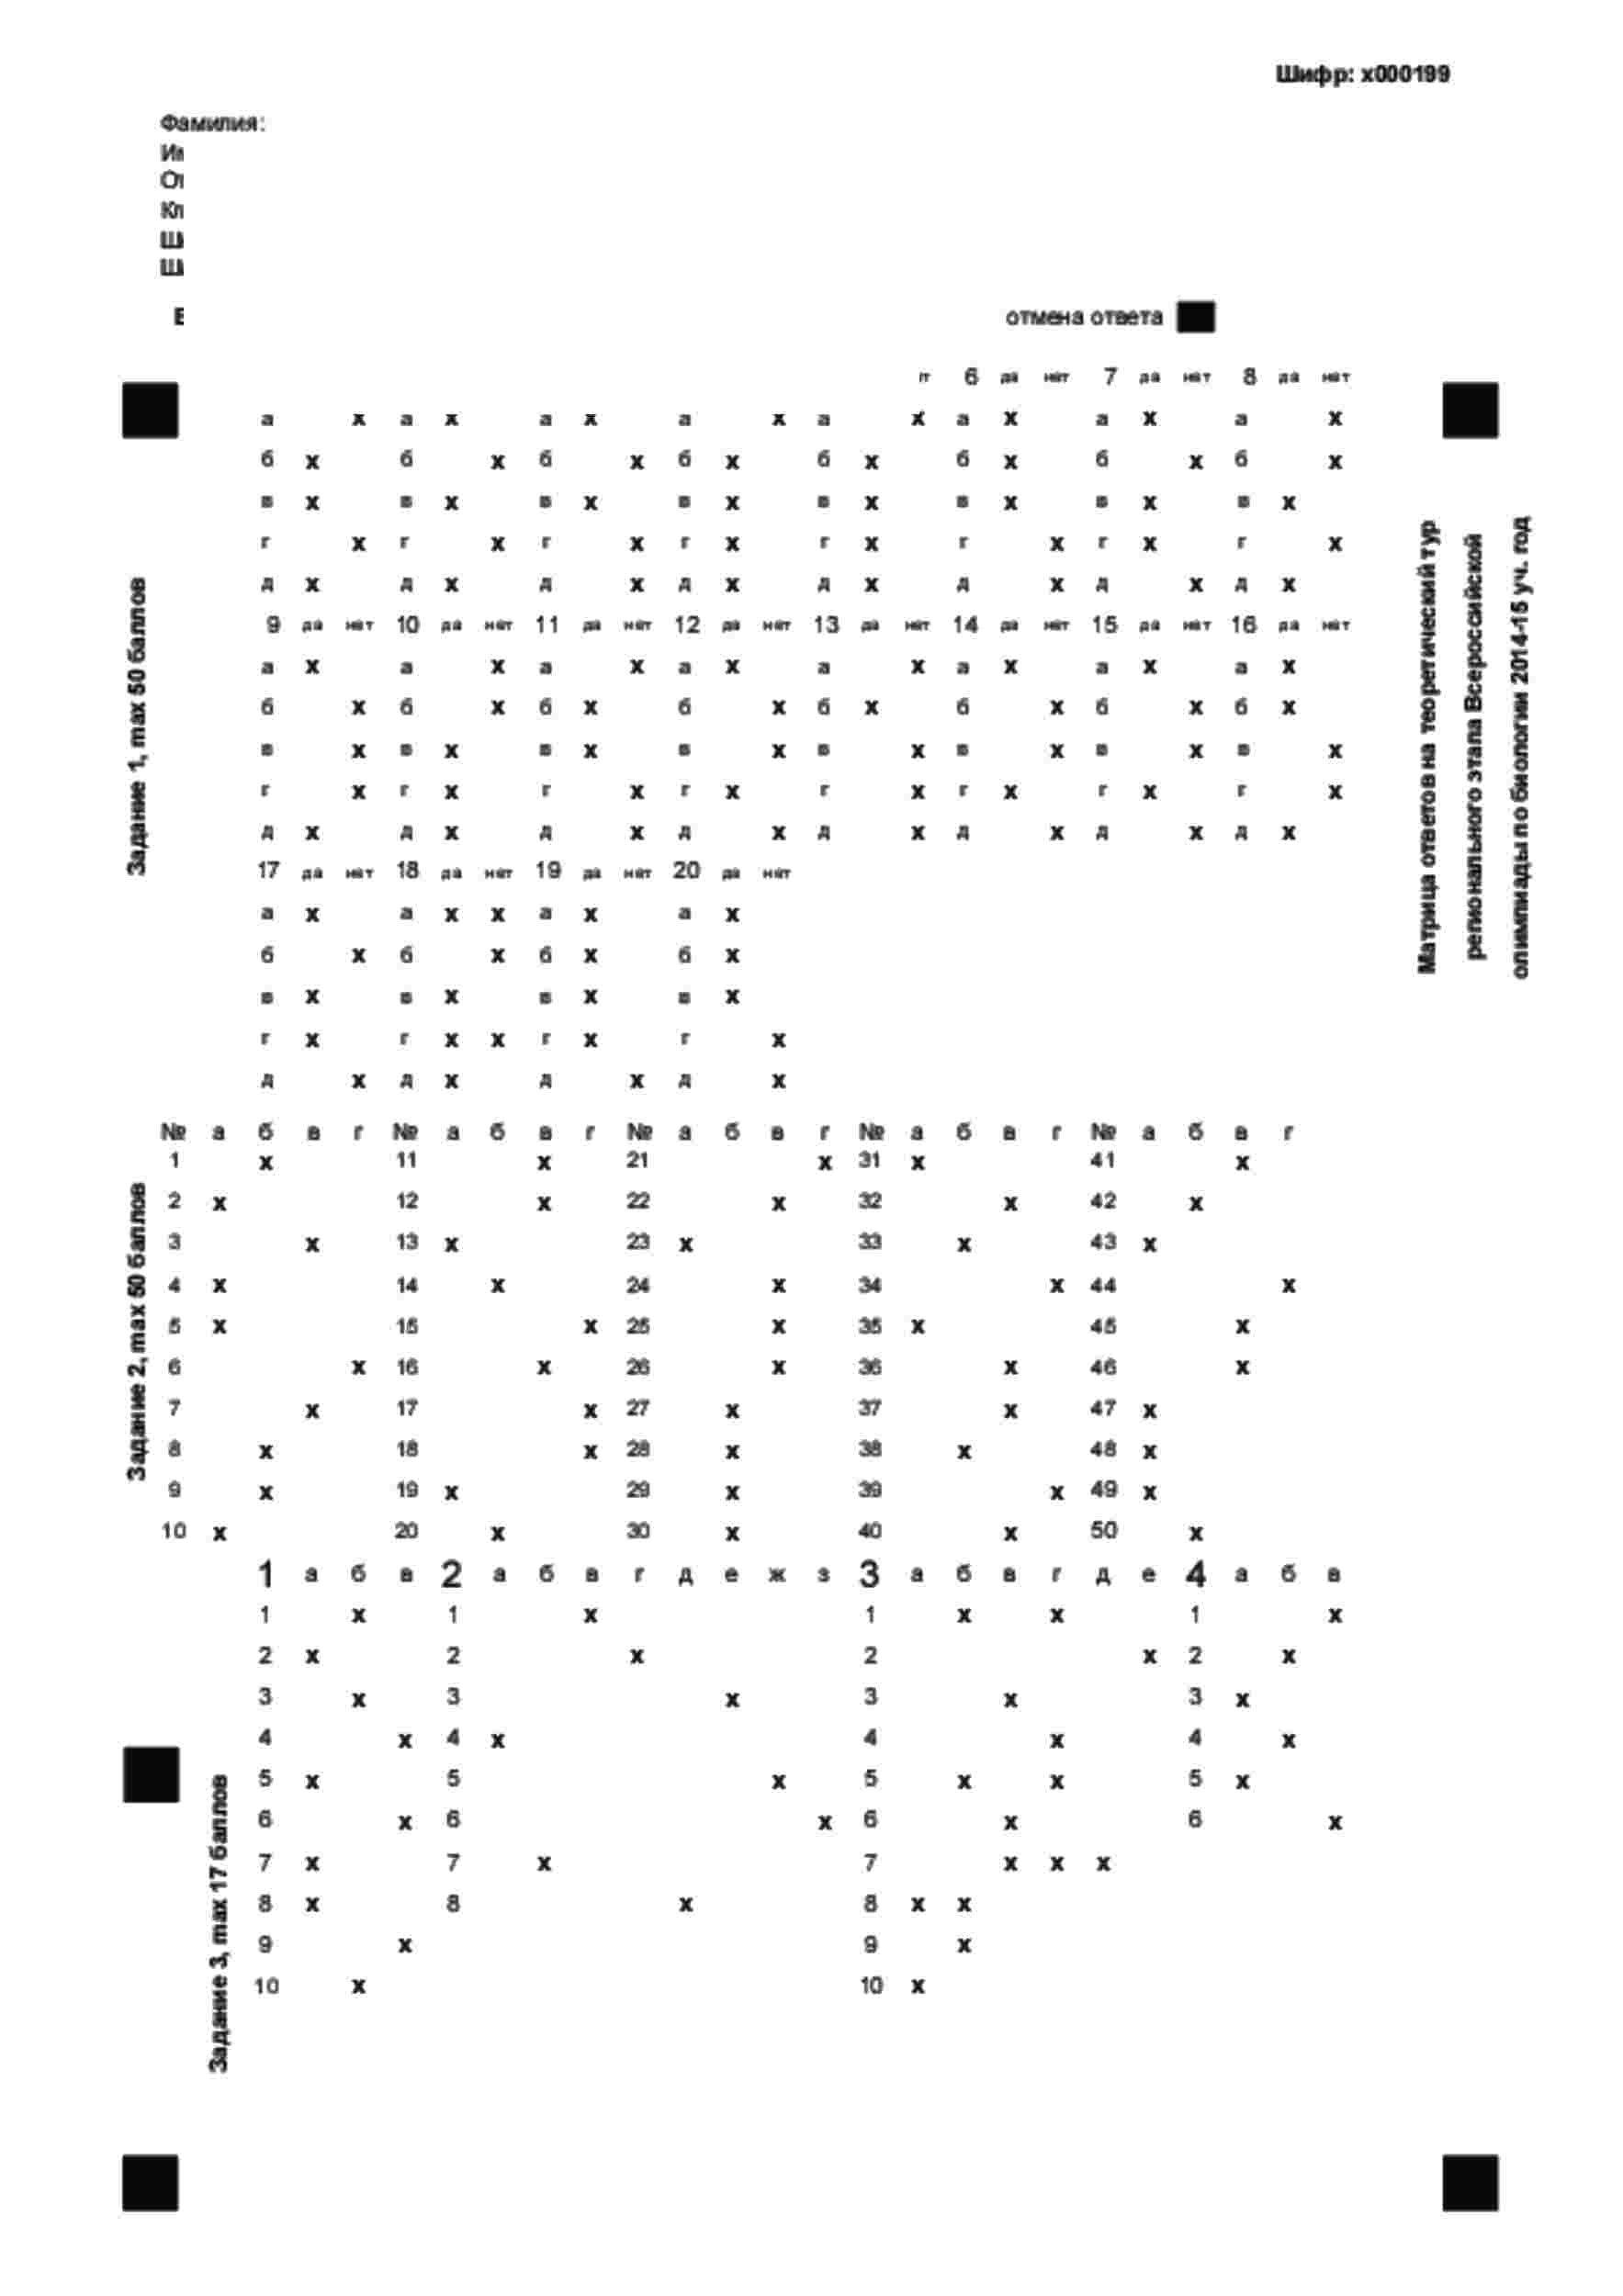 Шифр: x000199
Фамилия:
отмена ответа
6 да нет 7 да нет 8 да нет
а x а x а x а x а x а x а x а x
б x б x б x б x б x б x б x б x
в x в x в x в x в x в x в x в x
г x г x г x г x г x г x г x г x
д x д x д x д x д x д x д x д x
9 да нет 10 да нет 11 да нет 12 да нет 13 да нет 14 да нет 15 да нет 16 да нет
а x а x а x а x а x а x а x а x
б x б x б x б x б x б x б x б x
в x в x в x в x в x в x в x в x
г x г x г x г x г x г x г x г x
д x д x д x д x д x д x д x д x
17 да нет 18 да нет 19 да нет 20 да нет
а x а x x а x а x
б x б x б x б x
в x в x в x в x
г x г x x г x г x
д x д x д x д x
Задание 1, max 50 баллов
Матрица ответов на теоретический тур
регионального этапа Всероссийской
олимпиады по биологии 2014-15 уч. год
№ а б в г № а б в г № а б в г № а б в г № а б в г
1 x 11 x 21 x 31 x 41 x
2 x 12 x 22 x 32 x 42 x
3 x 13 x 23 x 33 x 43 x
4 x 14 x 24 x 34 x 44 x
5 x 15 x 25 x 35 x 45 x
6 x 16 x 26 x 36 x 46 x
7 x 17 x 27 x 37 x 47 x
8 x 18 x 28 x 38 x 48 x
9 x 19 x 29 x 39 x 49 x
10 x 20 x 30 x 40 x 50 x
Задание 2, max 50 баллов
1 а б в 2 а б в г д е ж з 3 а б в г д е 4 а б в
1 x 1 x 1 x x 1 x
2 x 2 x 2 x 2 x
3 x 3 x 3 x 3 x
4 x 4 x 4 x 4 x
5 x 5 x 5 x x 5 x
6 x 6 x 6 x 6 x
7 x 7 x 7 x x x
8 x 8 x 8 x x
9 x 9 x
10 x 10 x
Задание 3, max 17 баллов